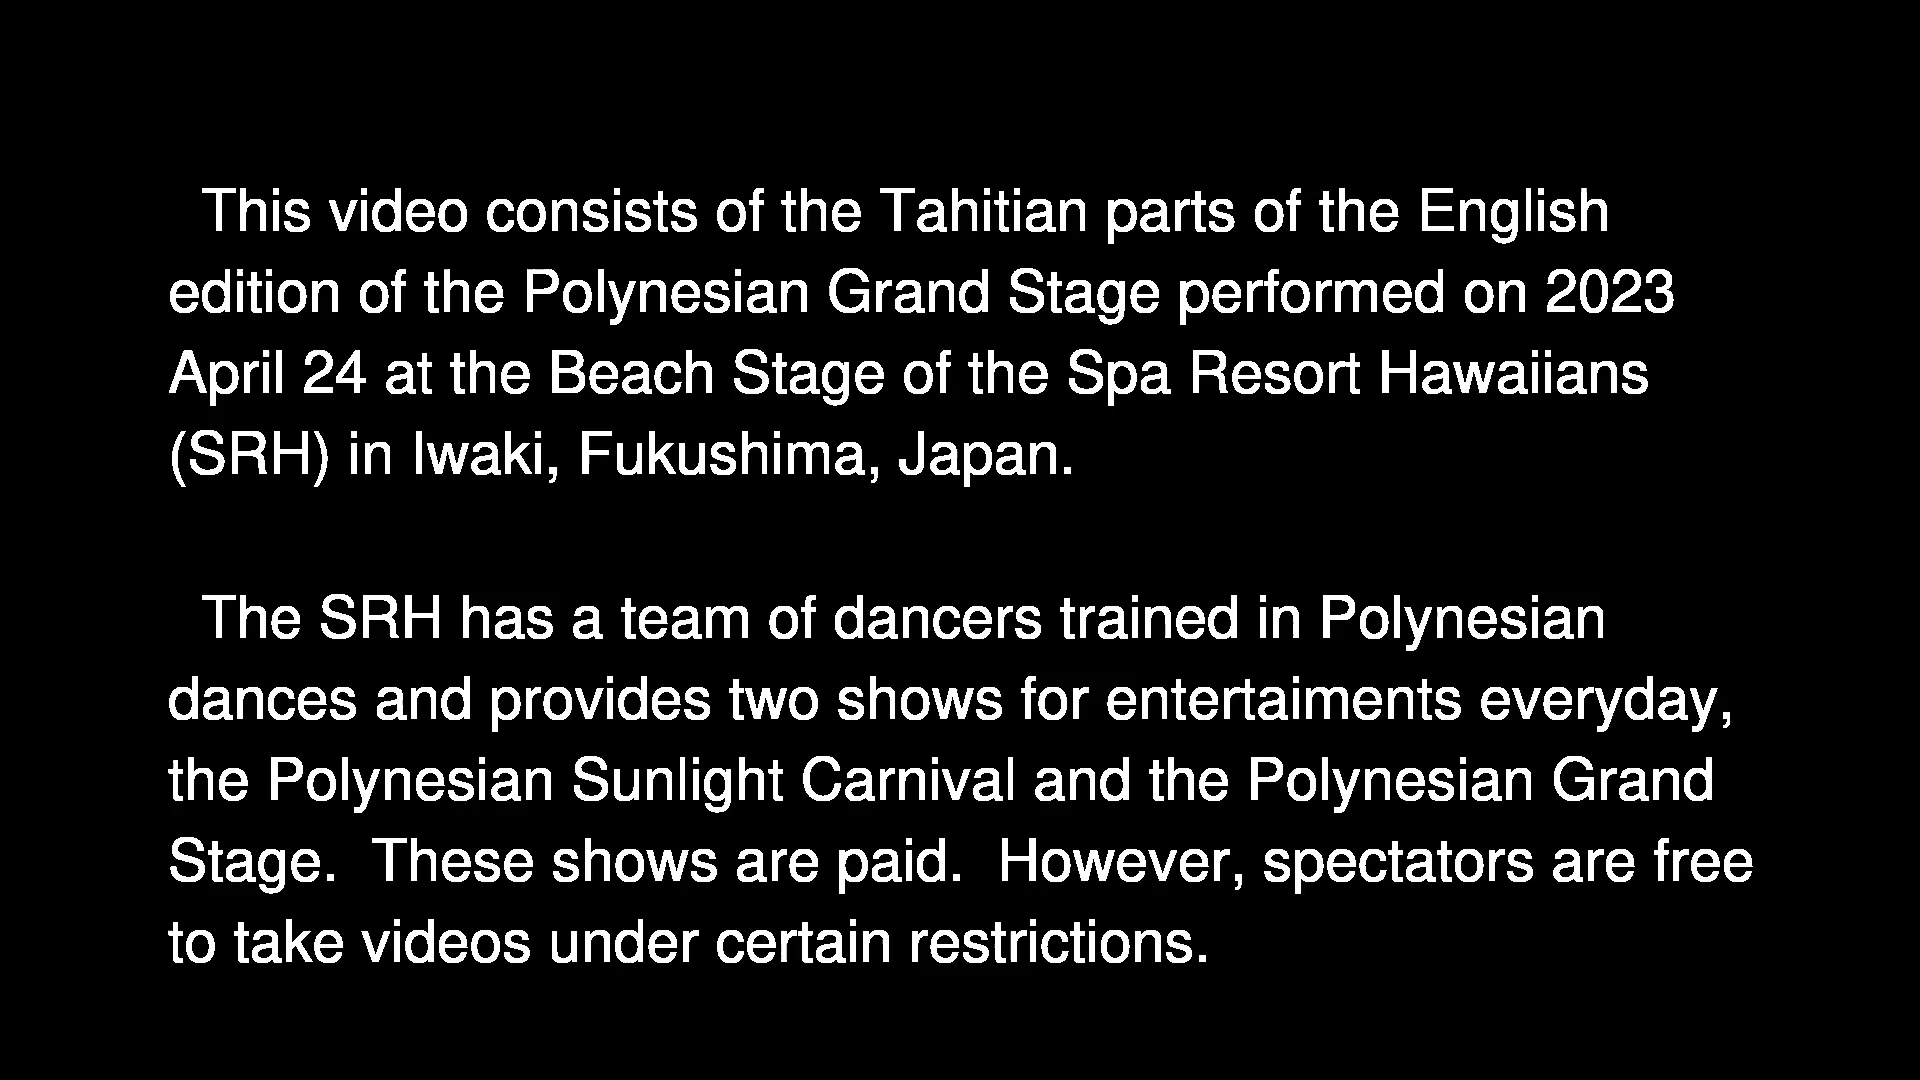 This video consists of the Tahitian parts of the English
edition of the Polynesian Grand Stage performed on 2023
April 24 at the Beach Stage of the Spa Resort Hawaiians
(SRH) in Iwaki, Fukushima, Japan.
The SRH has a team of dancers trained in Polynesian
dances and provides two shows for entertaiments everyday,
the Polynesian Sunlight Carnival and the Polynesian Grand
Stage.  These shows are paid.  However, spectators are free
to take videos under certain restrictions.